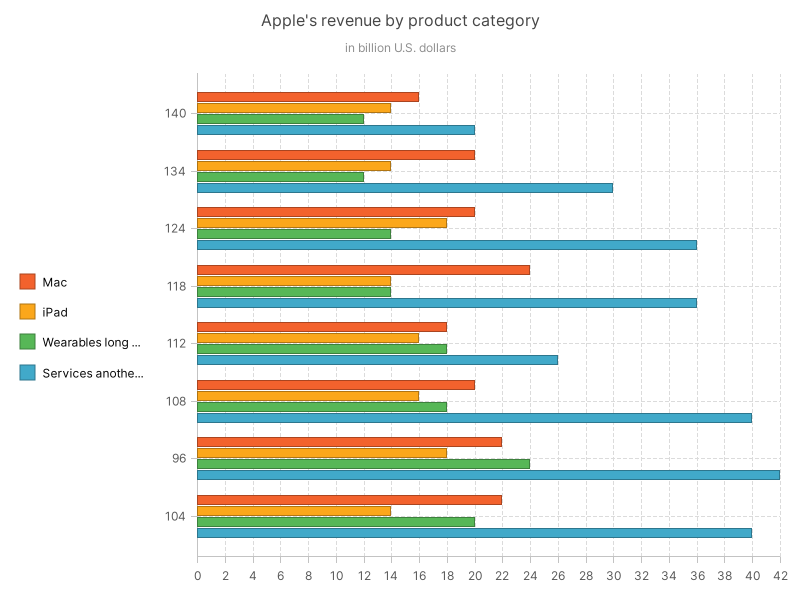 Apple's revenue by product category
in billion U.S. dollars
140
134
124
118
112
108
96
104
Mac
iPad
Wearables long ...
Services anothe...
0 2 4 6 8 10 12 14 16 18 20 22 24 26 28 30 32 34 36 38 40 42